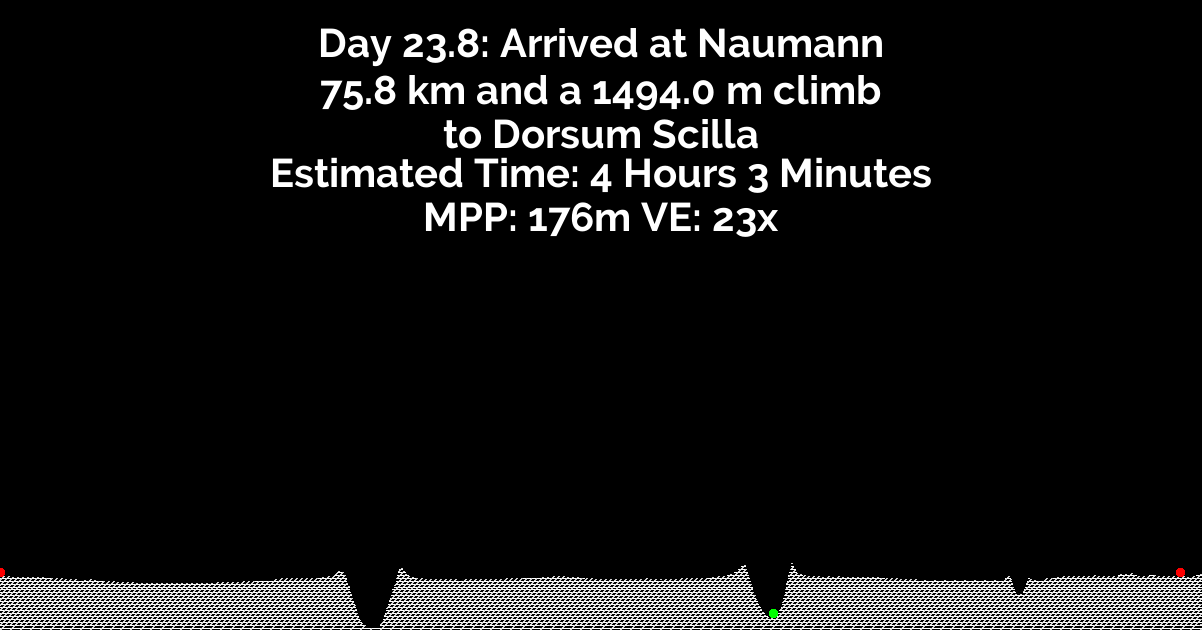 Day 23.8: Arrived at Naumann
75.8 km and a 1494.0 m climb
to Dorsum Scilla
Estimated Time: 4 Hours 3 Minutes
MPP: 176m VE: 23x